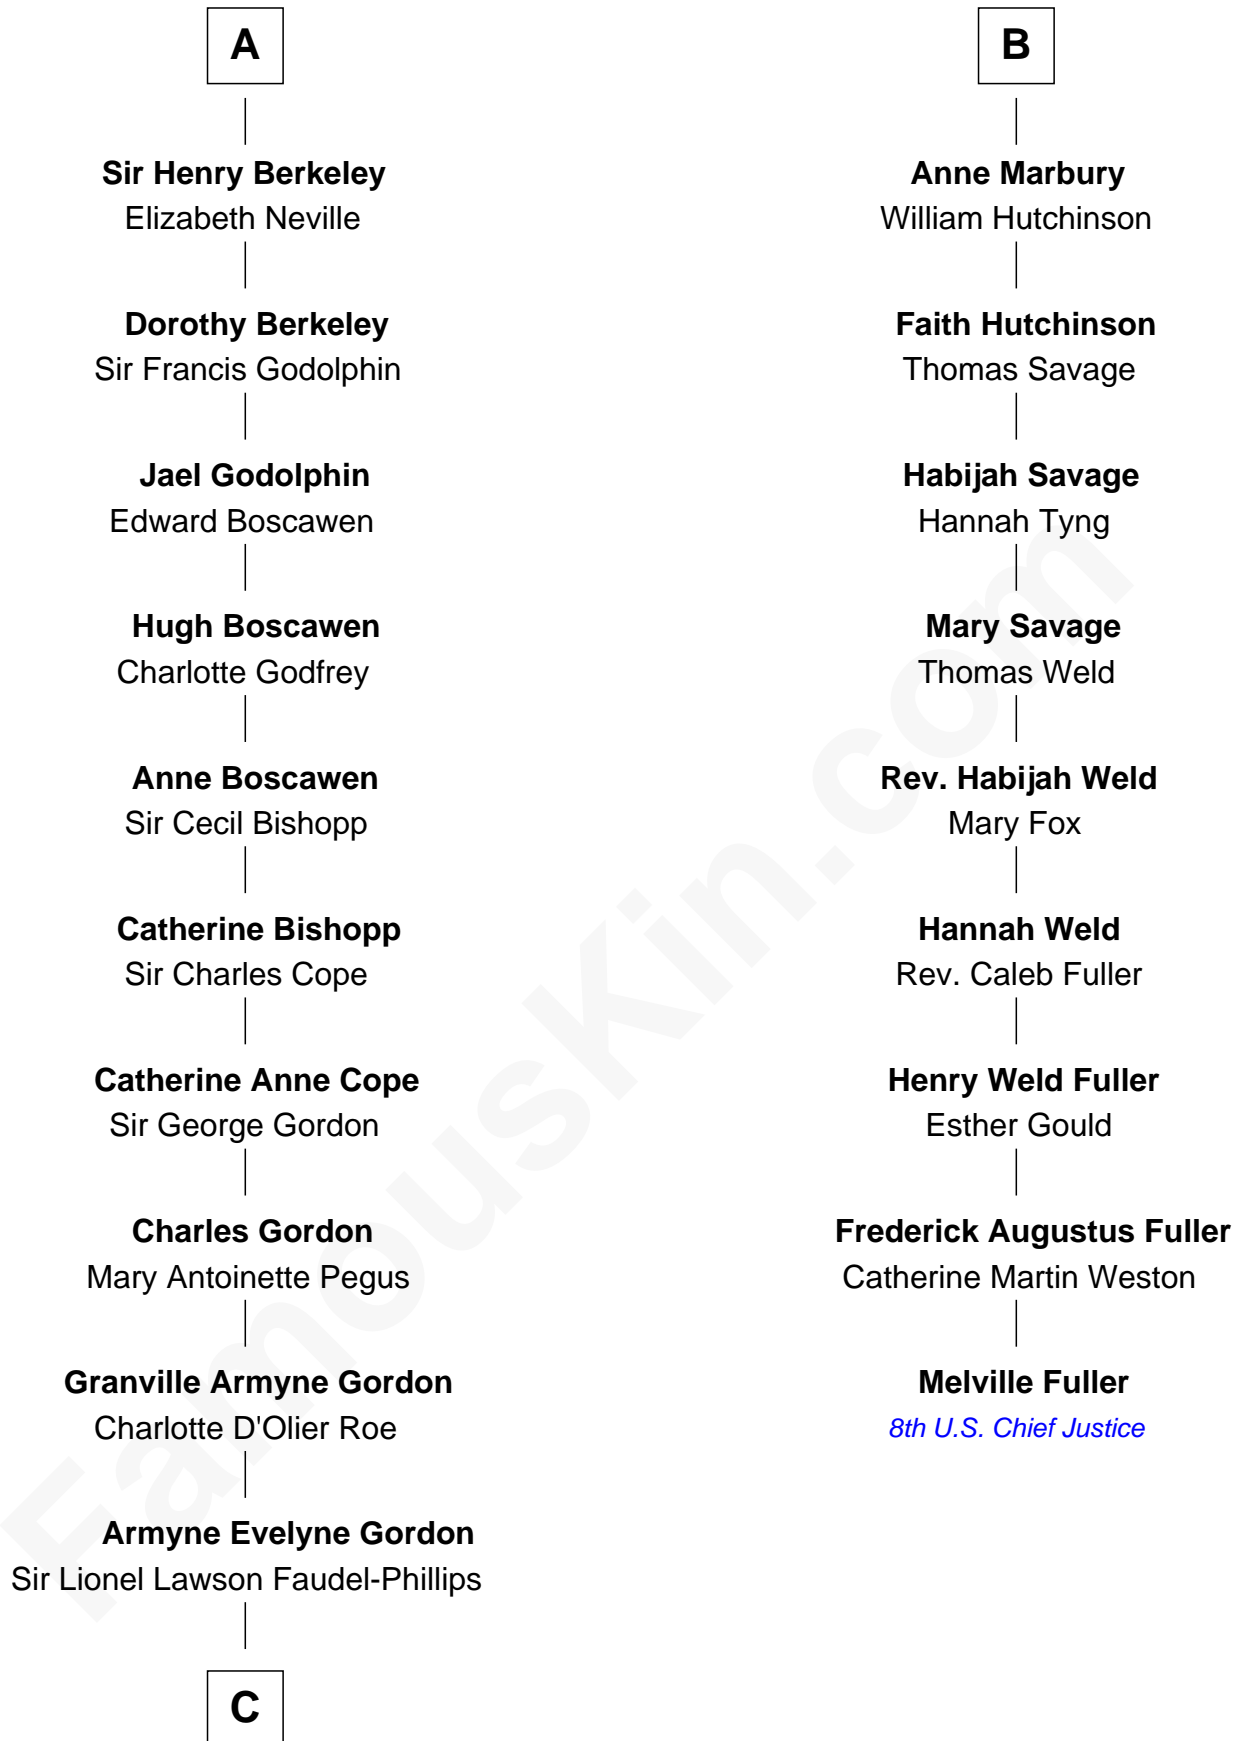 A
Sir Henry Berkeley
Elizabeth Neville
Dorothy Berkeley
Sir Francis Godolphin
Jael Godolphin
Edward Boscawen
Hugh Boscawen
Charlotte Godfrey
Anne Boscawen
Sir Cecil Bishopp
Catherine Bishopp
Sir Charles Cope
Catherine Anne Cope
Sir George Gordon
Charles Gordon
Mary Antoinette Pegus
Granville Armyne Gordon
Charlotte D'Olier Roe
Armyne Evelyne Gordon
Sir Lionel Lawson Faudel-Phillips
C
B
Anne Marbury
William Hutchinson
Faith Hutchinson
Thomas Savage
Habijah Savage
Hannah Tyng
Mary Savage
Thomas Weld
Rev. Habijah Weld
Mary Fox
Hannah Weld
Rev. Caleb Fuller
Henry Weld Fuller
Esther Gould
Frederick Augustus Fuller
Catherine Martin Weston
Melville Fuller
8th U.S. Chief Justice
FamousKin.com